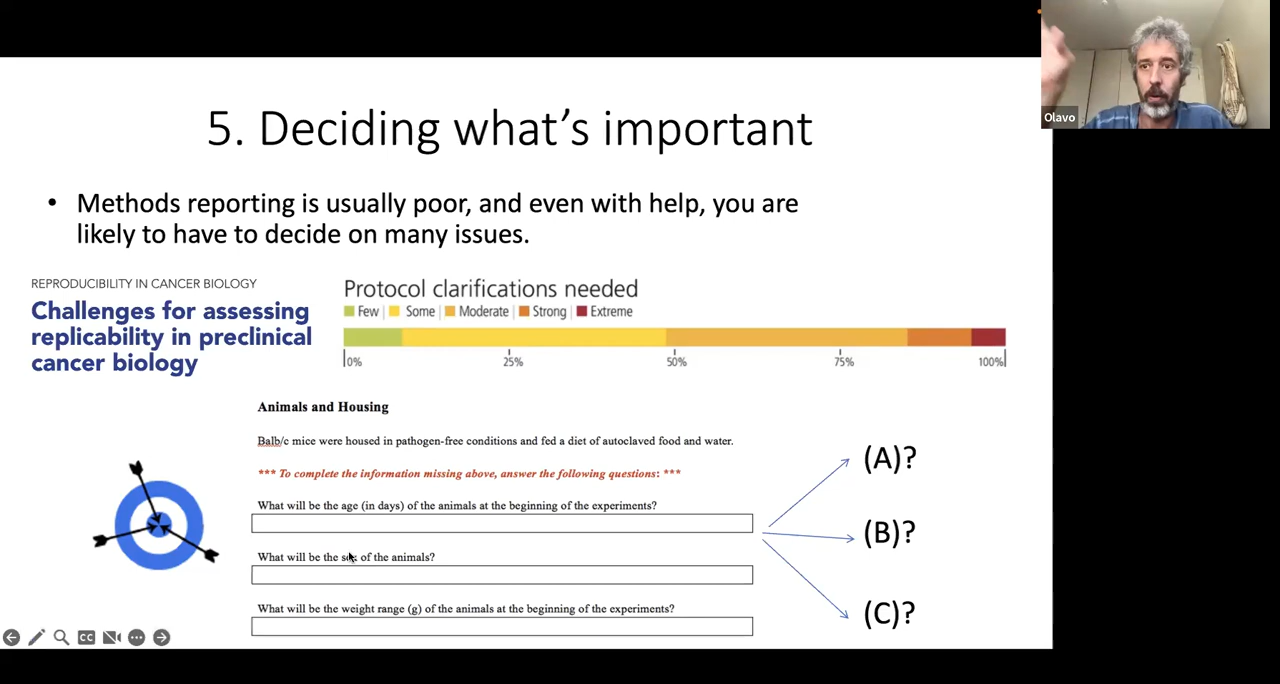 5. Deciding what's important
• Methods reporting is usually poor, and even with help, you are
likely to have to decide on many issues.
REPRODUCIBILITY IN CANCER BIOLOGY
Challenges for assessing
replicability in preclinical
cancer biology
Protocol clarifications needed
Few | Some | Moderate | Strong | Extreme
0% 25% 50% 75% 100%
Animals and Housing
Balb/c mice were housed in pathogen-free conditions and fed a diet of autoclaved food and water.
*** To complete the information missing above, answer the following questions: ***
What will be the age (in days) of the animals at the beginning of the experiments?
What will be the sex of the animals?
What will be the weight range (g) of the animals at the beginning of the experiments?
(A)?
(B)?
(C)?
Olavo
CC